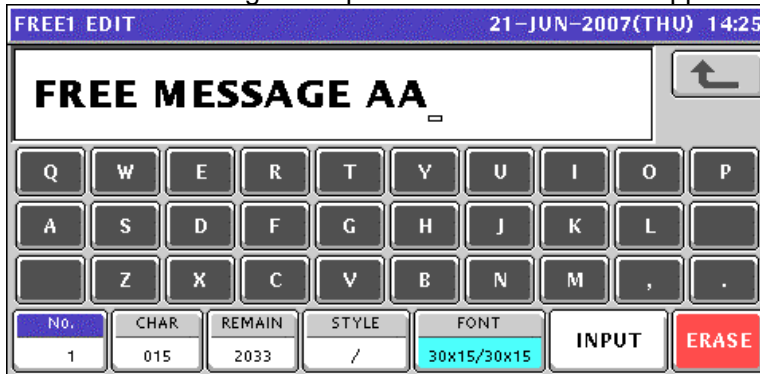 FREE1 EDIT 21-JUN-2007(THU) 14:25
FREE MESSAGE AA_
Q W E R T Y U I O P
A S D F G H J K L
Z X C V B N M , .
No. CHAR REMAIN STYLE FONT INPUT ERASE
1 015 2033 / 30x15/30x15